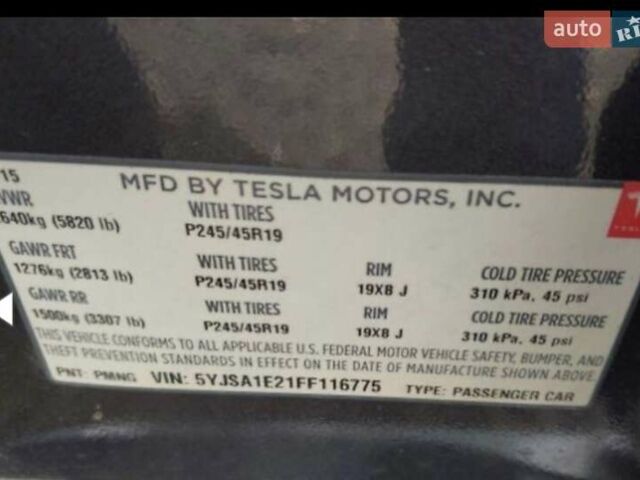 auto RIA
15 MFD BY TESLA MOTORS, INC.
VWR WITH TIRES
640kg (5820 lb) P245/45R19
GAWR FRT WITH TIRES RIM COLD TIRE PRESSURE
1276kg (2813 lb) P245/45R19 19X8 J 310 kPa, 45 psi
GAWR RR WITH TIRES RIM COLD TIRE PRESSURE
1500kg (3307 lb) P245/45R19 19X8 J 310 kPa, 45 psi
THIS VEHICLE CONFORMS TO ALL APPLICABLE U.S. FEDERAL MOTOR VEHICLE SAFETY, BUMPER, AND
THEFT PREVENTION STANDARDS IN EFFECT ON THE DATE OF MANUFACTURE SHOWN ABOVE
PNT: PMNG VIN: 5YJSA1E21FF116775 TYPE: PASSENGER CAR